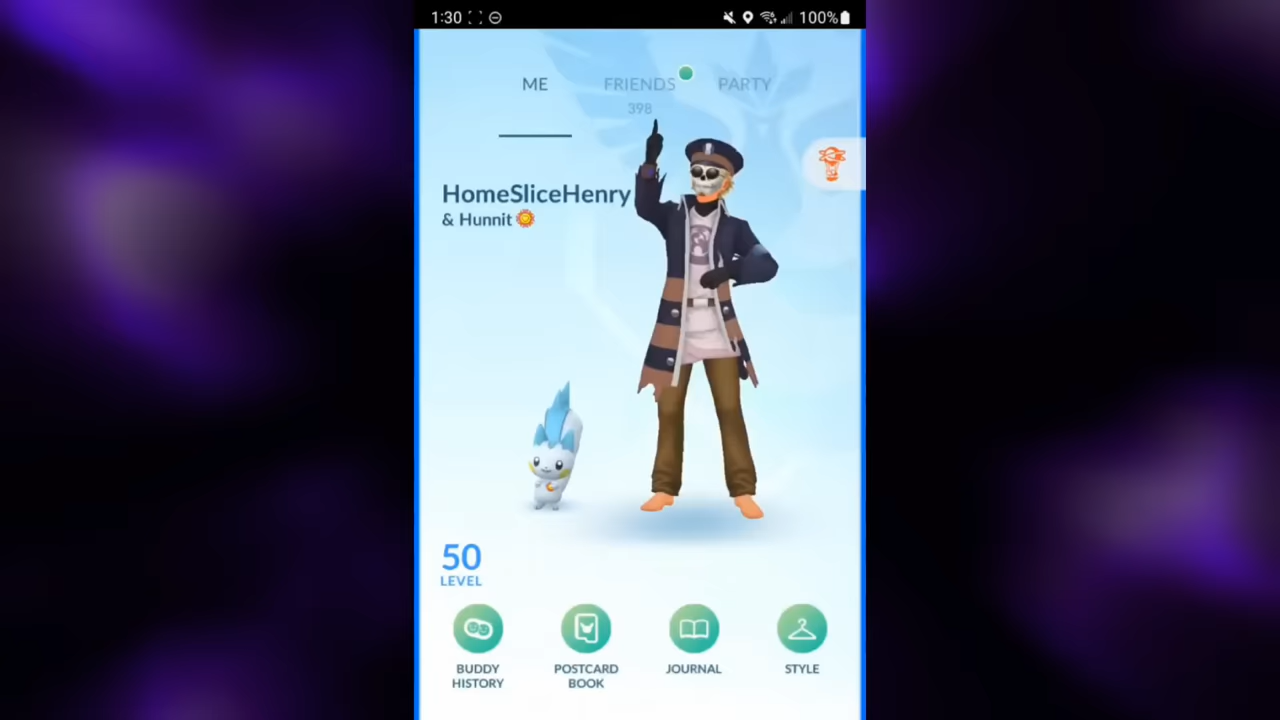 1:30
100%
ME
FRIENDS
PARTY
398
HomeSliceHenry
& Hunnit
50
LEVEL
BUDDY
HISTORY
POSTCARD
BOOK
JOURNAL
STYLE